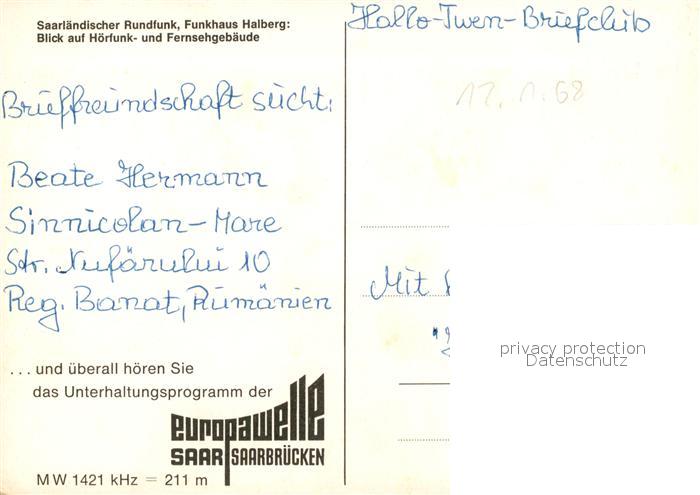 Saarländischer Rundfunk, Funkhaus Halberg:
Blick auf Hörfunk- und Fernsehgebäude
Brieffreundschaft sucht:
Beate Hermann
Sinnicolan-Mare
Str. Nufărului 10
Reg. Banat, Rumänien
... und überall hören Sie
das Unterhaltungsprogramm der
europawelle
SAAR SAARBRÜCKEN
MW 1421 kHz = 211 m
Hallo-Twen-Briefclub
12.1.68
Mit
privacy protection
Datenschutz